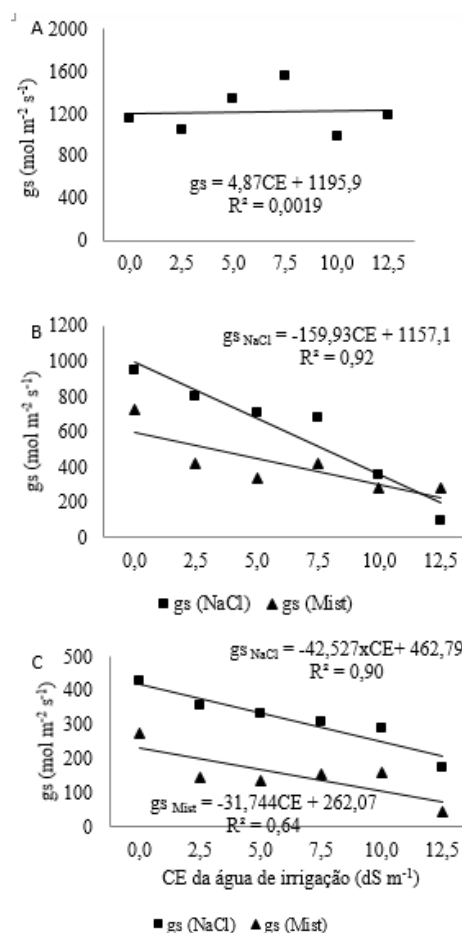 A
2000
1600
1200
800
400
0
gs (mol m⁻² s⁻¹)
gs = 4,87CE + 1195,9
R² = 0,0019
0,0 2,5 5,0 7,5 10,0 12,5
B
1200
1000
800
600
400
200
0
gs (mol m⁻² s⁻¹)
gs NaCl = -159,93CE + 1157,1
R² = 0,92
0,0 2,5 5,0 7,5 10,0 12,5
■ gs (NaCl) ▲ gs (Mist)
C
500
400
300
200
100
0
gs (mol m⁻² s⁻¹)
gs NaCl = -42,527xCE+ 462,79
R² = 0,90
gs Mist = -31,744CE + 262,07
R² = 0,64
0,0 2,5 5,0 7,5 10,0 12,5
CE da água de irrigação (dS m⁻¹)
■ gs (NaCl) ▲ gs (Mist)